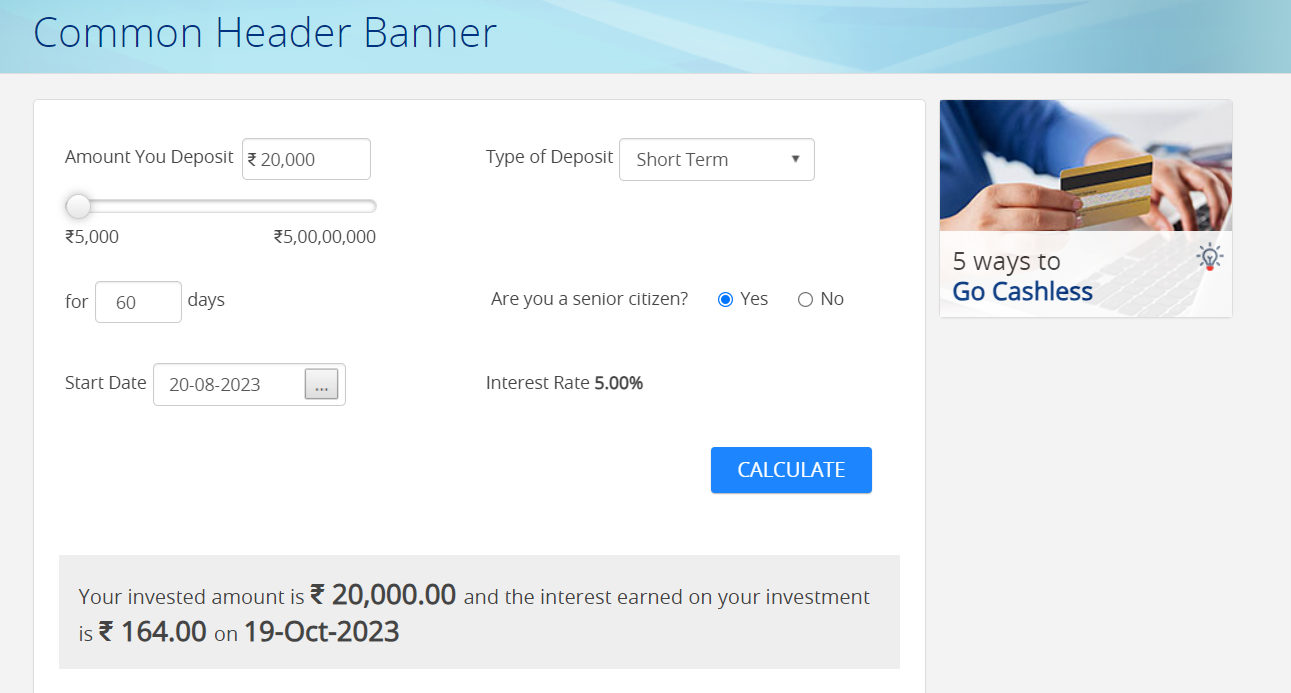 Common Header Banner
Amount You Deposit ₹ 20,000
Type of Deposit Short Term
₹5,000 ₹5,00,00,000
for 60 days
Are you a senior citizen? Yes No
Start Date 20-08-2023 ...
Interest Rate 5.00%
CALCULATE
Your invested amount is ₹ 20,000.00 and the interest earned on your investment
is ₹ 164.00 on 19-Oct-2023
5 ways to
Go Cashless